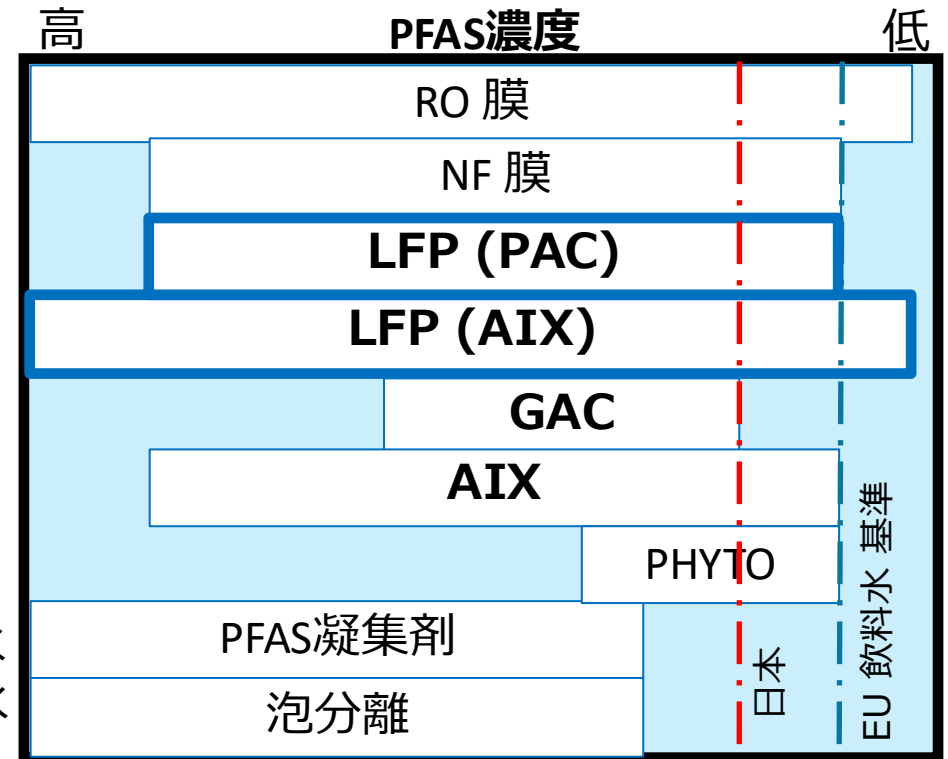 高 PFAS濃度 低
RO 膜
NF 膜
LFP (PAC)
LFP (AIX)
GAC
AIX
PHYTO
PFAS凝集剤
泡分離
日本
EU 飲料水 基準